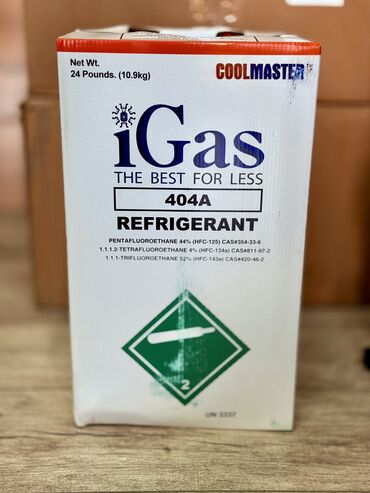 Net Wt.
24 Pounds. (10.9kg)
COOLMASTER
iGas
THE BEST FOR LESS
404A
REFRIGERANT
PENTAFLUOROETHANE 44% (HFC-125) CAS#354-33-6
1.1.1.2-TETRAFLUOROETHANE 4% (HFC-134a) CAS#811-97-2
1.1.1-TRIFLUOROETHANE 52% (HFC-143a) CAS#420-46-2
2
UN 3337